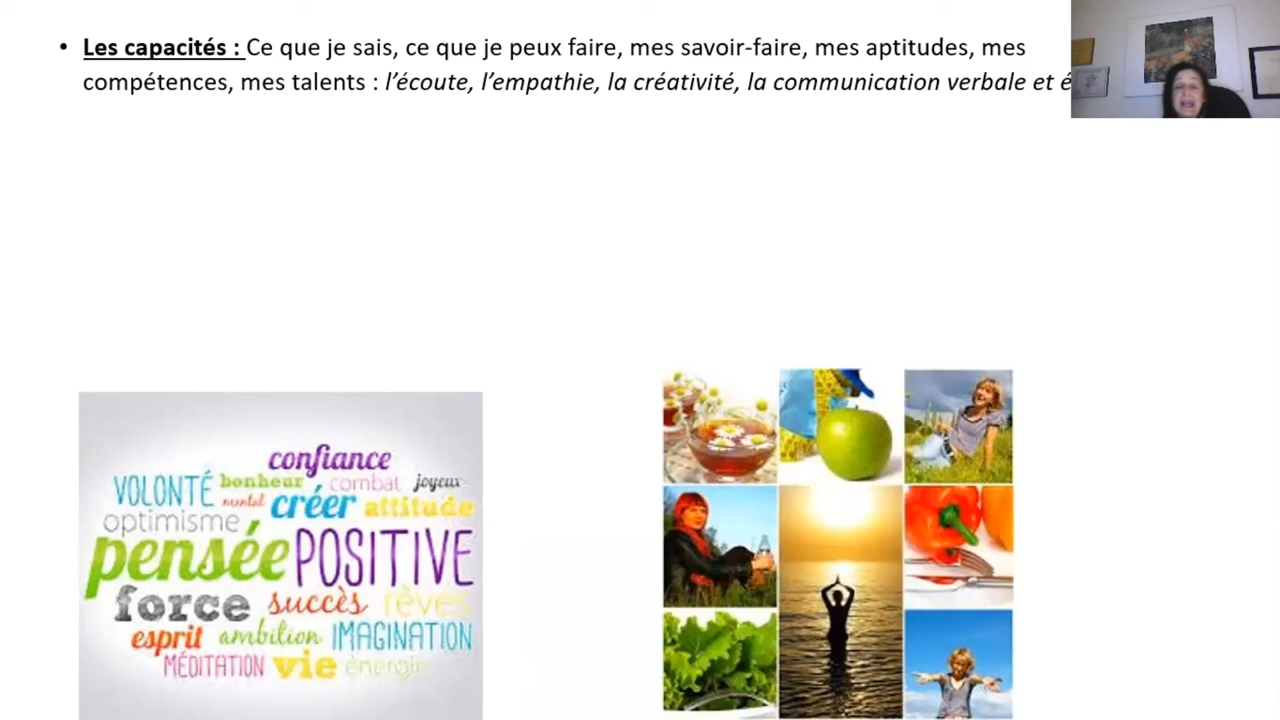 • Les capacités : Ce que je sais, ce que je peux faire, mes savoir-faire, mes aptitudes, mes
compétences, mes talents : l’écoute, l’empathie, la créativité, la communication verbale et
confiance
VOLONTÉ bonheur combat joyeux
mental créer attitude
optimisme
pensée POSITIVE
force succès rêves
esprit ambition IMAGINATION
MÉDITATION vie énergie